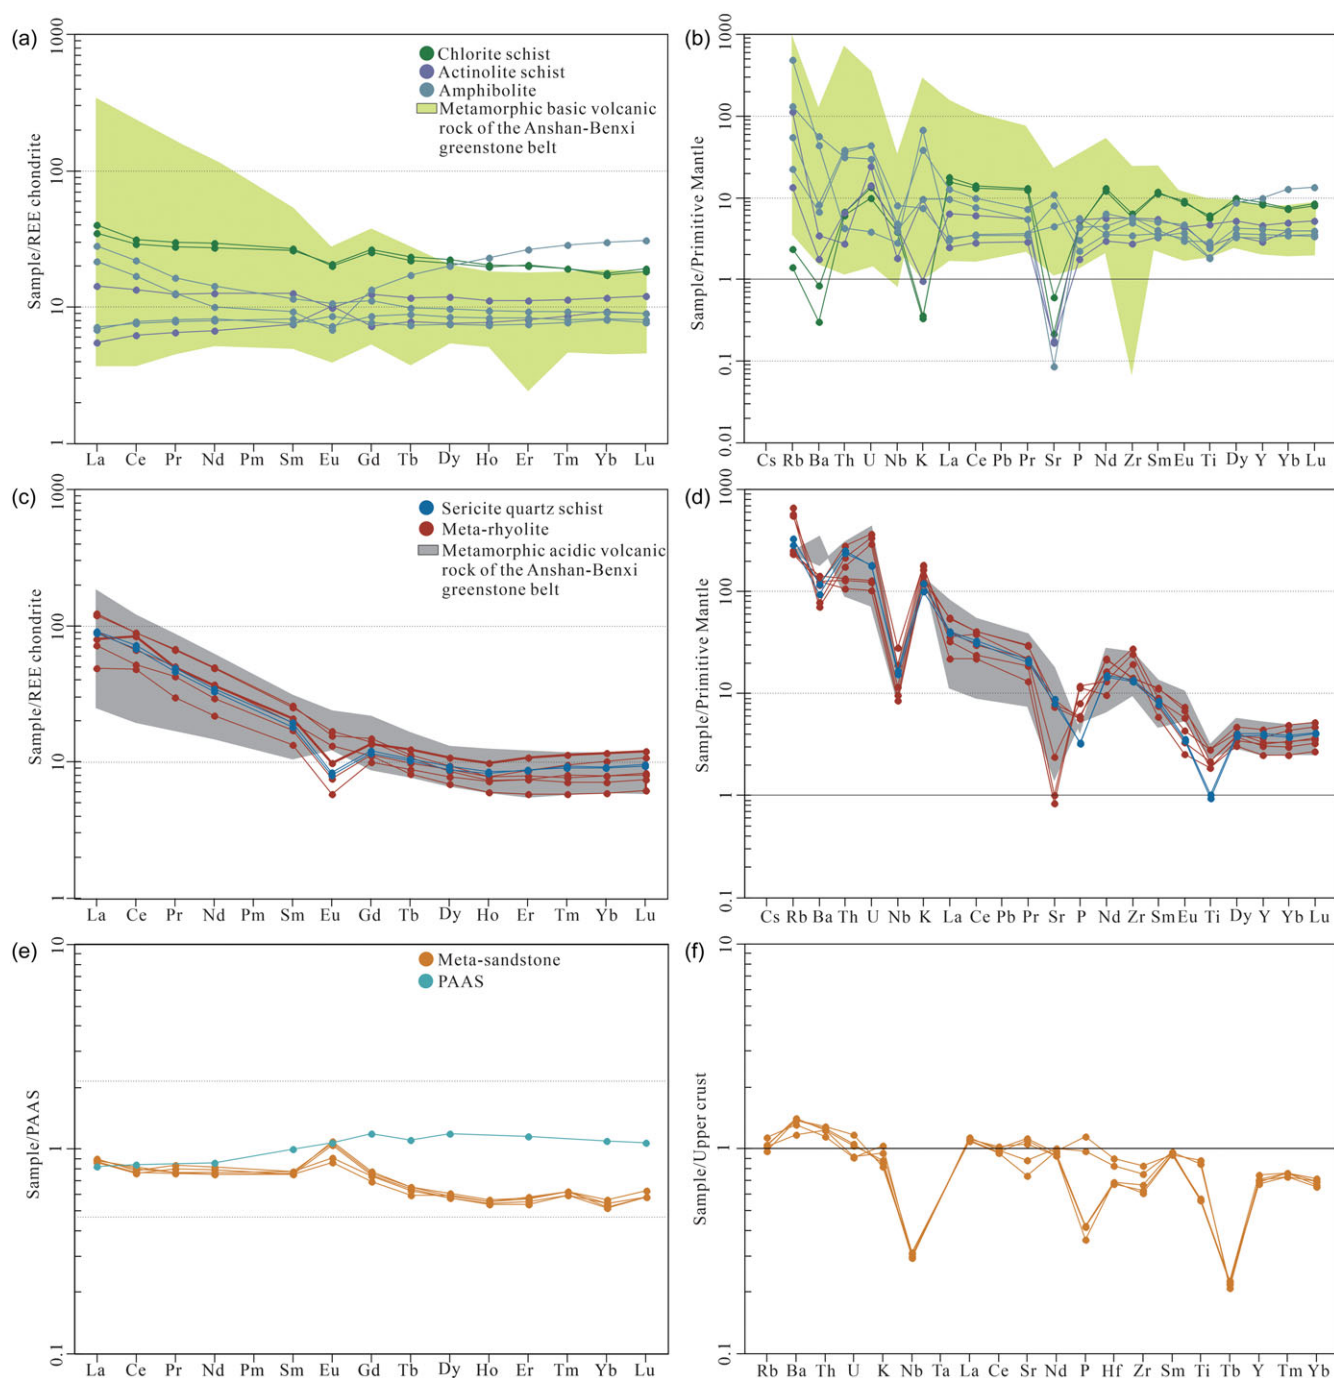 (a)
Sample/REE chondrite
1000
100
10
1
Chlorite schist
Actinolite schist
Amphibolite
Metamorphic basic volcanic
rock of the Anshan-Benxi
greenstone belt
La Ce Pr Nd Pm Sm Eu Gd Tb Dy Ho Er Tm Yb Lu
(b)
Sample/Primitive Mantle
1000
100
10
1
0.1
0.01
Cs Rb Ba Th U Nb K La Ce Pb Pr Sr P Nd Zr Sm Eu Ti Dy Y Yb Lu
(c)
Sample/REE chondrite
1000
100
10
1
Sericite quartz schist
Meta-rhyolite
Metamorphic acidic volcanic
rock of the Anshan-Benxi
greenstone belt
La Ce Pr Nd Pm Sm Eu Gd Tb Dy Ho Er Tm Yb Lu
(d)
Sample/Primitive Mantle
1000
100
10
1
0.1
Cs Rb Ba Th U Nb K La Ce Pb Pr Sr P Nd Zr Sm Eu Ti Dy Y Yb Lu
(e)
Sample/PAAS
10
1
0.1
Meta-sandstone
PAAS
La Ce Pr Nd Pm Sm Eu Gd Tb Dy Ho Er Tm Yb Lu
(f)
Sample/Upper crust
10
1
0.1
Rb Ba Th U K Nb Ta La Ce Sr Nd P Hf Zr Sm Ti Tb Y Tm Yb